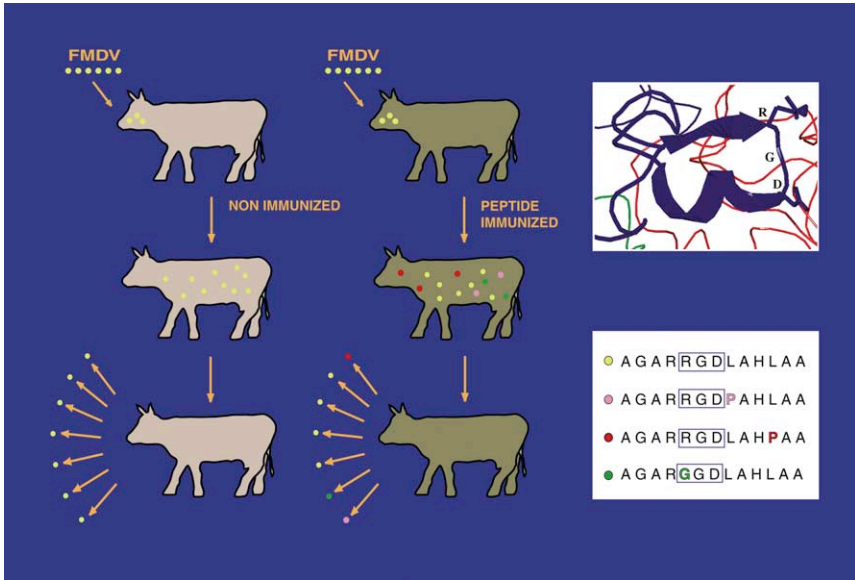 FMDV
FMDV
NON IMMUNIZED
PEPTIDE
IMMUNIZED
R
G
D
AGARRGDLAHLAA
AGARRGDPAHLAA
AGARRGDLAHPAA
AGARGGDLAHLAA